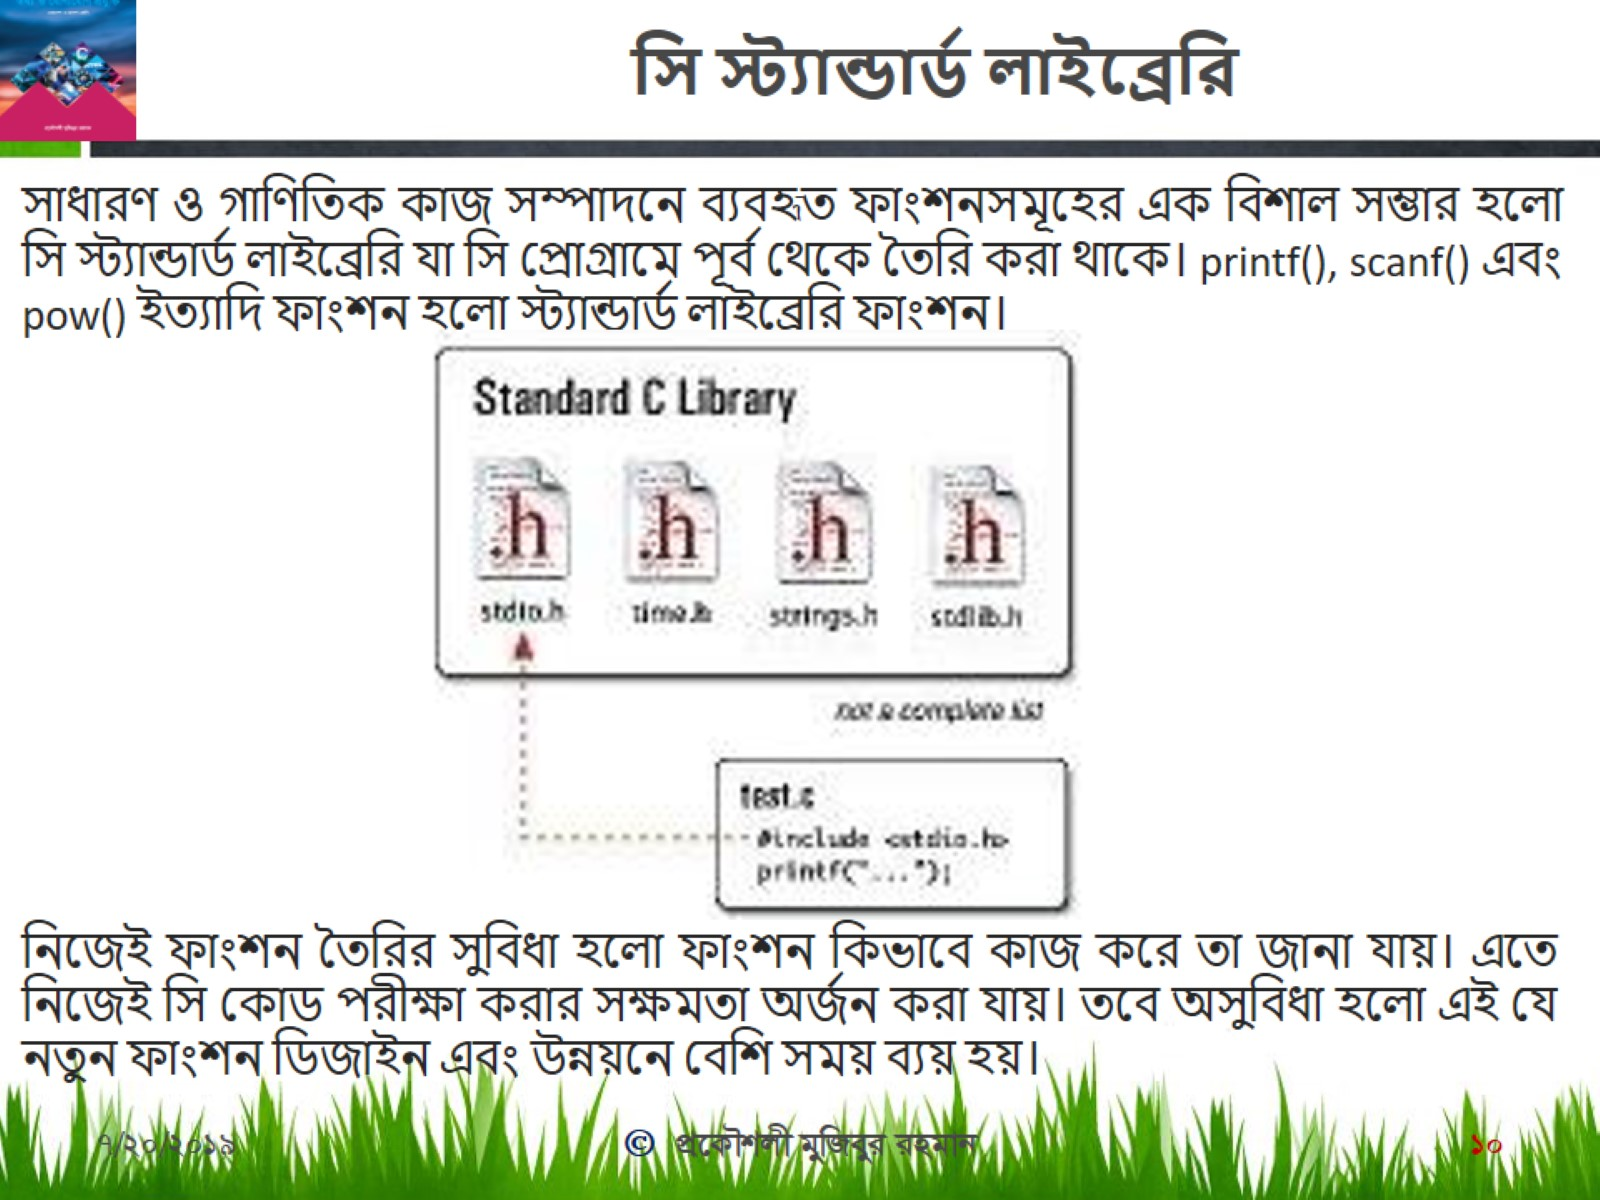 সি স্ট্যান্ডার্ড লাইব্রেরি
সাধারণ ও গাণিতিক কাজ সম্পাদনে ব্যবহৃত ফাংশনসমূহের এক বিশাল সম্ভার হলো
সি স্ট্যান্ডার্ড লাইব্রেরি যা সি প্রোগ্রামে পূর্ব থেকে তৈরি করা থাকে। printf(), scanf() এবং
pow() ইত্যাদি ফাংশন হলো স্ট্যান্ডার্ড লাইব্রেরি ফাংশন।
Standard C Library
.h .h .h .h
stdio.h time.h strings.h stdlib.h
not a complete list
test.c
#include <stdio.h>
printf("...");
নিজেই ফাংশন তৈরির সুবিধা হলো ফাংশন কিভাবে কাজ করে তা জানা যায়। এতে
নিজেই সি কোড পরীক্ষা করার সক্ষমতা অর্জন করা যায়। তবে অসুবিধা হলো এই যে
নতুন ফাংশন ডিজাইন এবং উন্নয়নে বেশি সময় ব্যয় হয়।
৭/২০/২০১৯ © প্রকৌশলী মুজিবুর রহমান ১০